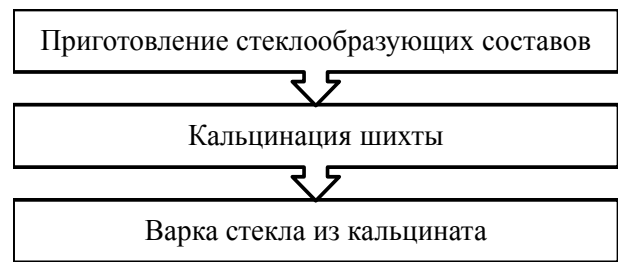 Приготовление стеклообразующих составов
Кальцинация шихты
Варка стекла из кальцината